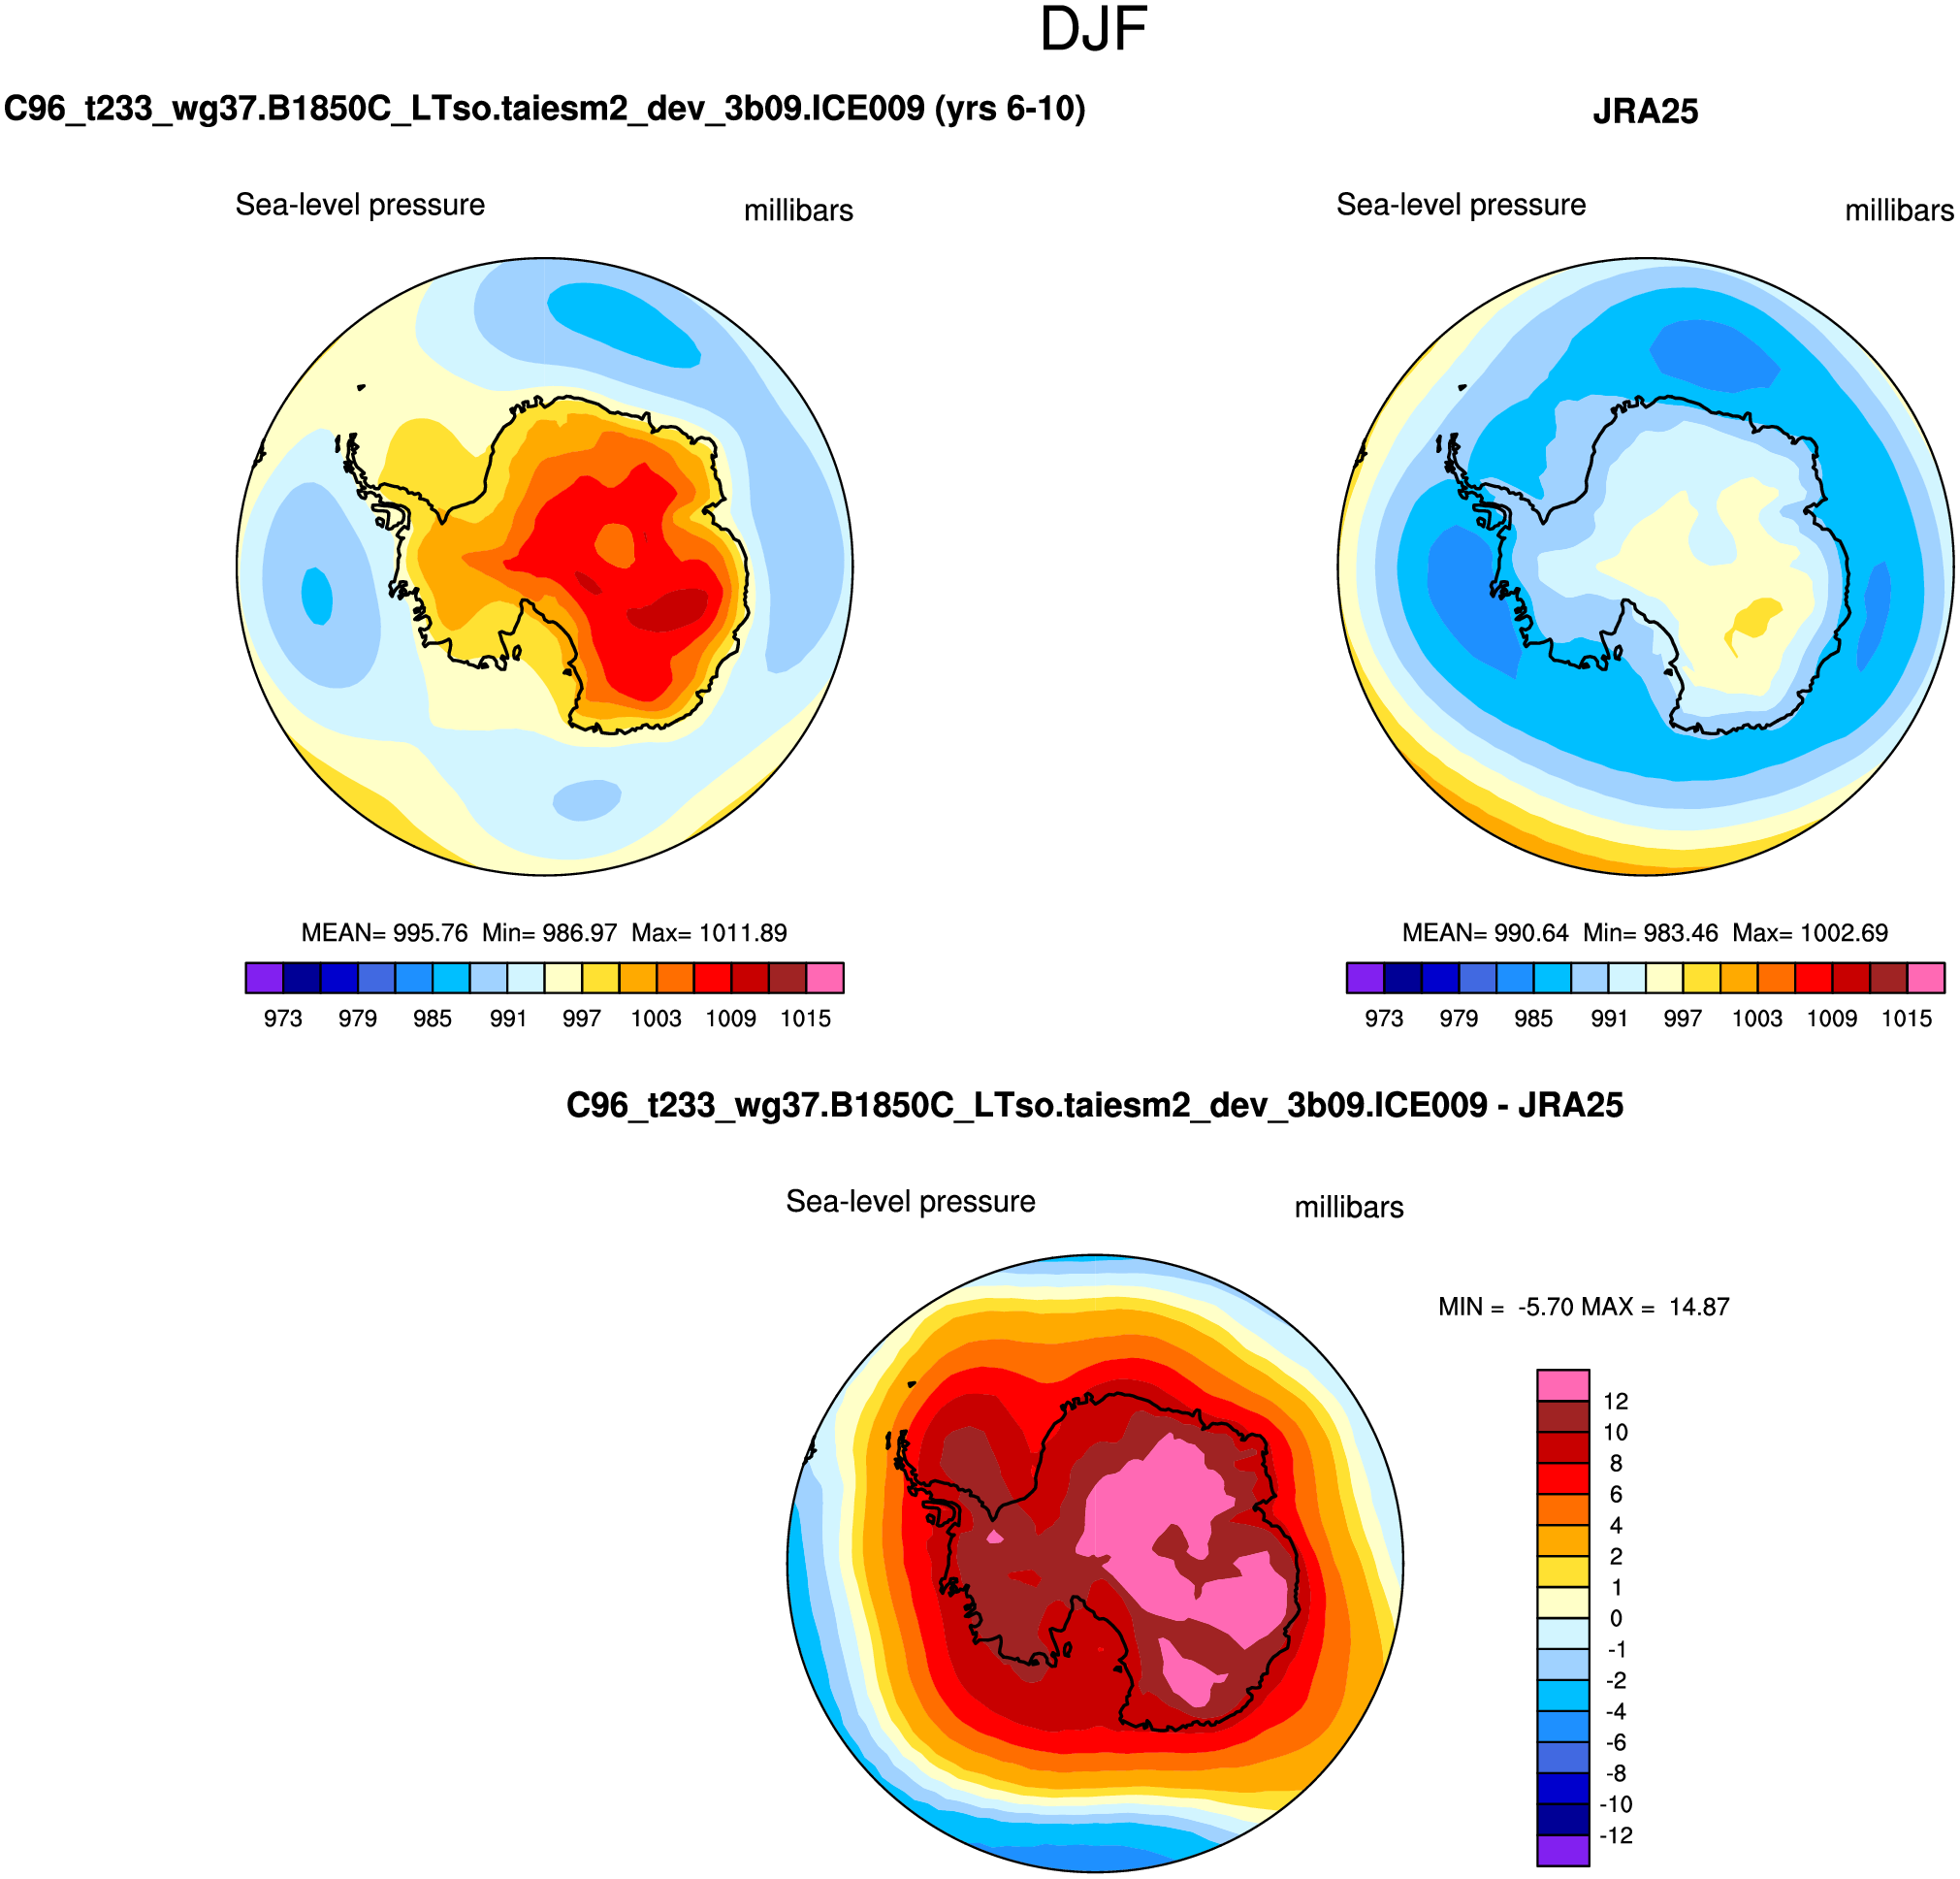 DJF
C96_t233_wg37.B1850C_LTso.taiesm2_dev_3b09.ICE009 (yrs 6-10)
JRA25
Sea-level pressure millibars
Sea-level pressure millibars
MEAN= 995.76 Min= 986.97 Max= 1011.89
MEAN= 990.64 Min= 983.46 Max= 1002.69
973 979 985 991 997 1003 1009 1015
973 979 985 991 997 1003 1009 1015
C96_t233_wg37.B1850C_LTso.taiesm2_dev_3b09.ICE009 - JRA25
Sea-level pressure millibars
MIN = -5.70 MAX = 14.87
12
10
8
6
4
2
1
0
-1
-2
-4
-6
-8
-10
-12